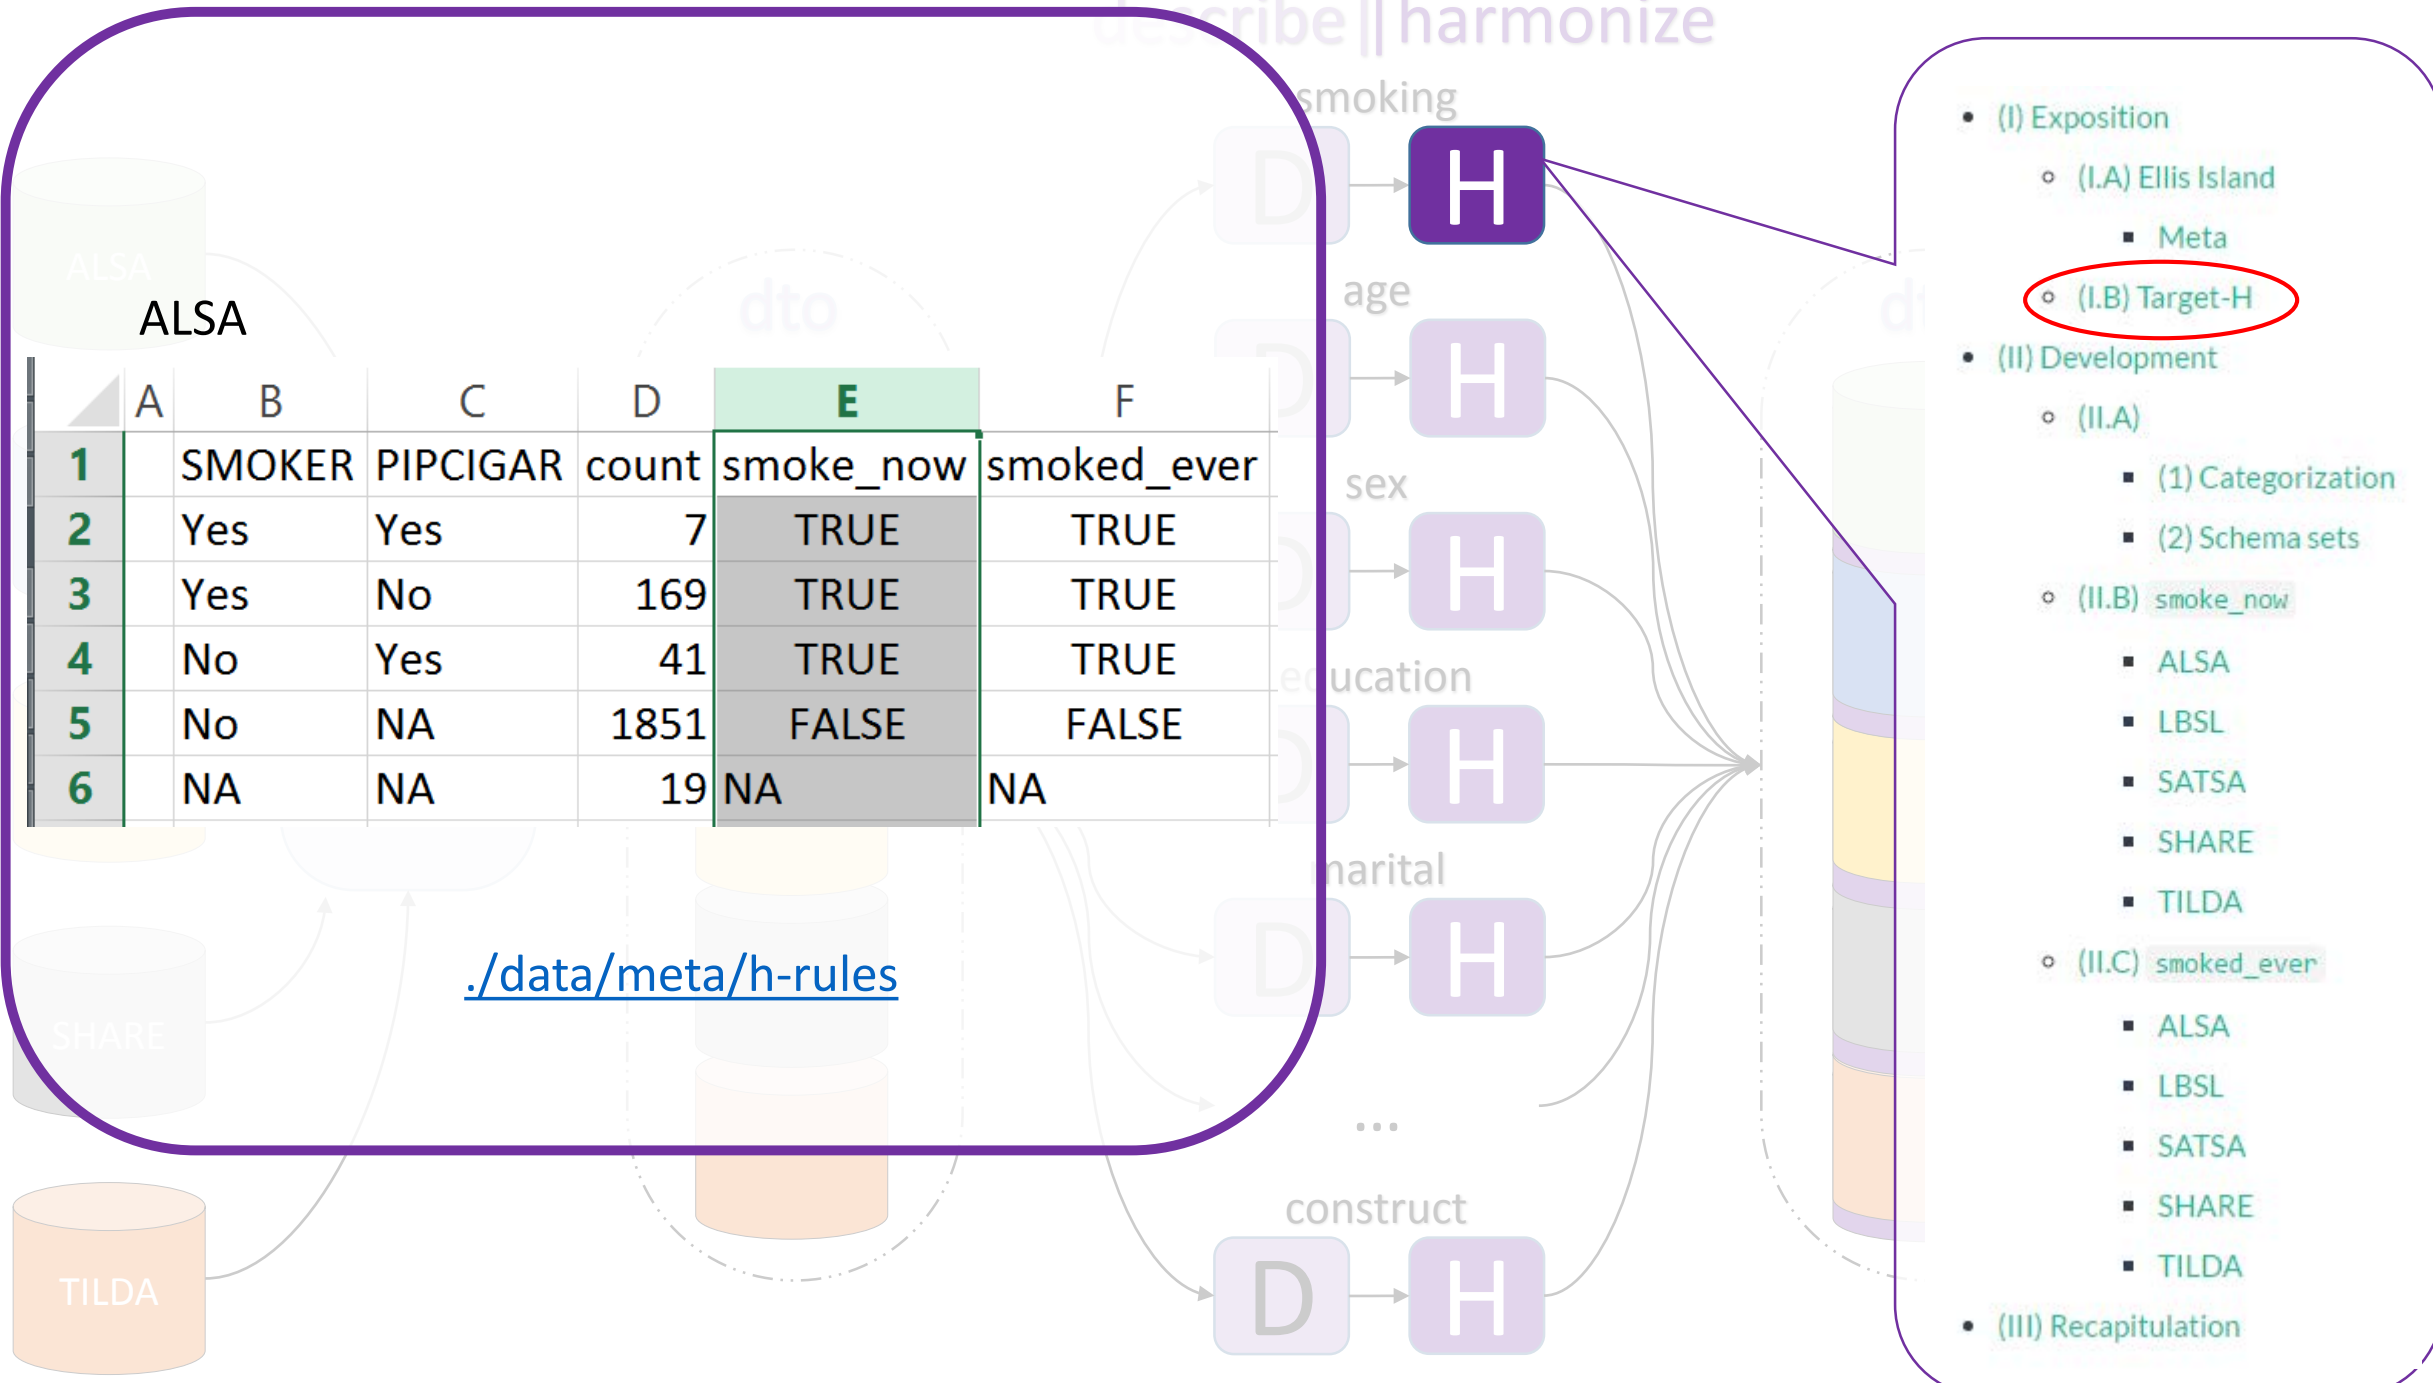 describe || harmonize
smoking
D H
ALSA
dto
age
D H
ALSA
A B C D E F
1 SMOKER PIPCIGAR count smoke_now smoked_ever
2 Yes Yes 7 TRUE TRUE
3 Yes No 169 TRUE TRUE
4 No Yes 41 TRUE TRUE
5 No NA 1851 FALSE FALSE
6 NA NA 19 NA NA
./data/meta/h-rules
sex
D H
education
D H
marital
D H
SHARE
...
construct
D H
TILDA
(I) Exposition
(I.A) Ellis Island
Meta
(I.B) Target-H
(II) Development
(II.A)
(1) Categorization
(2) Schema sets
(II.B) smoke_now
ALSA
LBSL
SATSA
SHARE
TILDA
(II.C) smoked_ever
ALSA
LBSL
SATSA
SHARE
TILDA
(III) Recapitulation